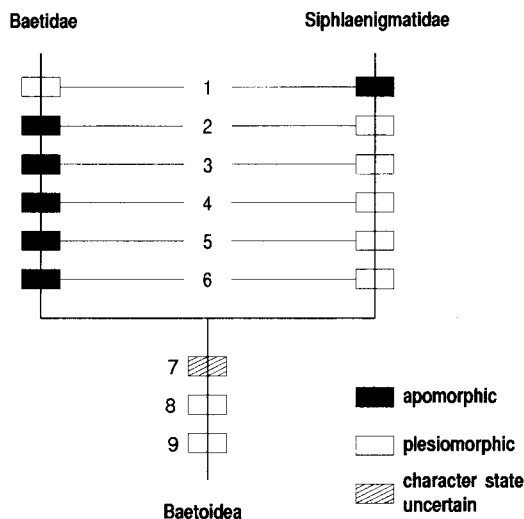 Baetidae Siphlaenigmatidae
1
2
3
4
5
6
7
8
9
apomorphic
plesiomorphic
character state
uncertain
Baetoidea